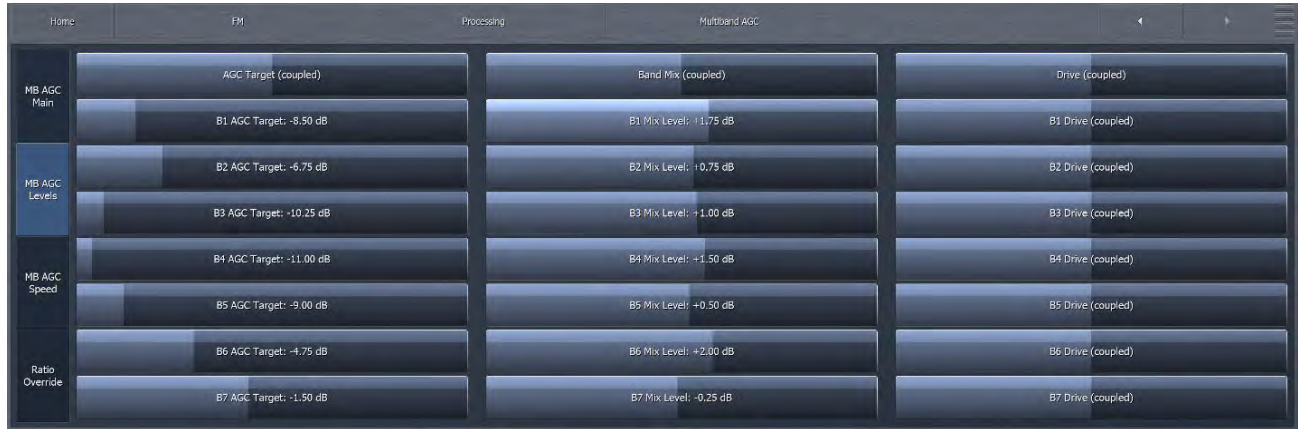 Home
FM
Processing
Multiband AGC
MB AGC
Main
MB AGC
Levels
MB AGC
Speed
Ratio
Override
AGC Target (coupled)
B1 AGC Target: -8.50 dB
B2 AGC Target: -6.75 dB
B3 AGC Target: -10.25 dB
B4 AGC Target: -11.00 dB
B5 AGC Target: -9.00 dB
B6 AGC Target: -4.75 dB
B7 AGC Target: -1.50 dB
Band Mix (coupled)
B1 Mix Level: +1.75 dB
B2 Mix Level: +0.75 dB
B3 Mix Level: +1.00 dB
B4 Mix Level: +1.50 dB
B5 Mix Level: +0.50 dB
B6 Mix Level: +2.00 dB
B7 Mix Level: -0.25 dB
Drive (coupled)
B1 Drive (coupled)
B2 Drive (coupled)
B3 Drive (coupled)
B4 Drive (coupled)
B5 Drive (coupled)
B6 Drive (coupled)
B7 Drive (coupled)